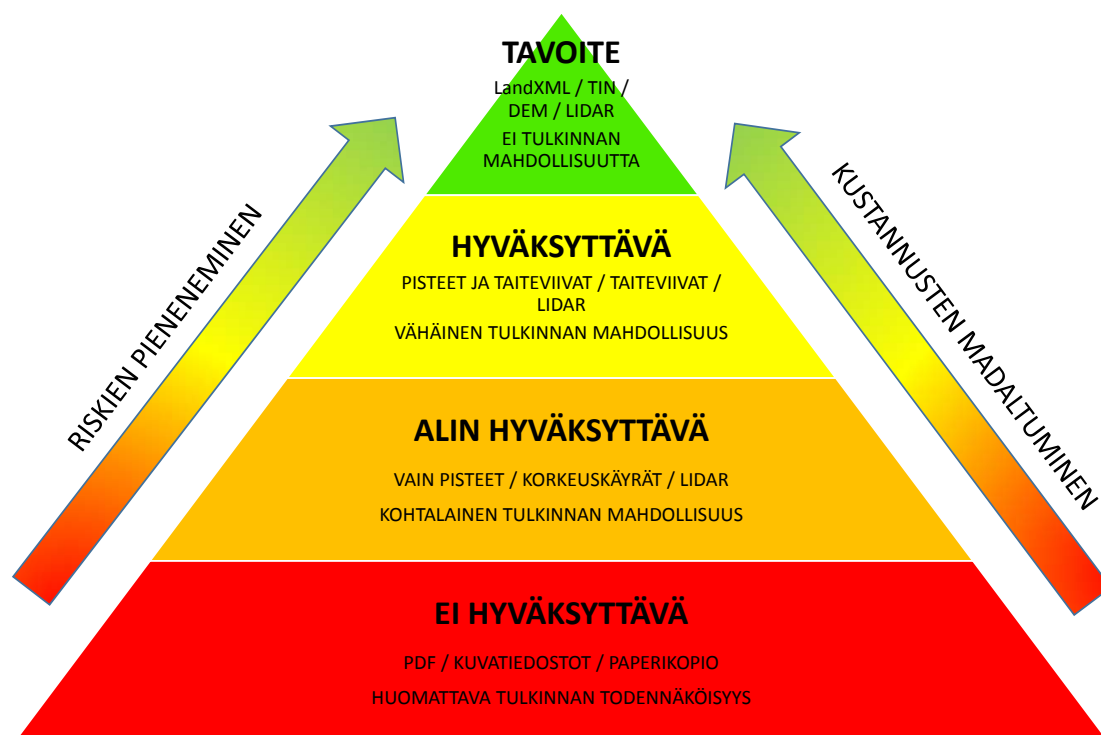 TAVOITE
LandXML / TIN /
DEM / LIDAR
EI TULKINNAN
MAHDOLLISUUTTA
RISKIEN PIENENEMINEN
KUSTANNUSTEN MADALTUMINEN
HYVÄKSYTTÄVÄ
PISTEET JA TAITEVIIVAT / TAITEVIIVAT /
LIDAR
VÄHÄINEN TULKINNAN MAHDOLLISUUS
ALIN HYVÄKSYTTÄVÄ
VAIN PISTEET / KORKEUSKÄYRÄT / LIDAR
KOHTALAINEN TULKINNAN MAHDOLLISUUS
EI HYVÄKSYTTÄVÄ
PDF / KUVATIEDOSTOT / PAPERIKOPIO
HUOMATTAVA TULKINNAN TODENNÄKÖISYYS